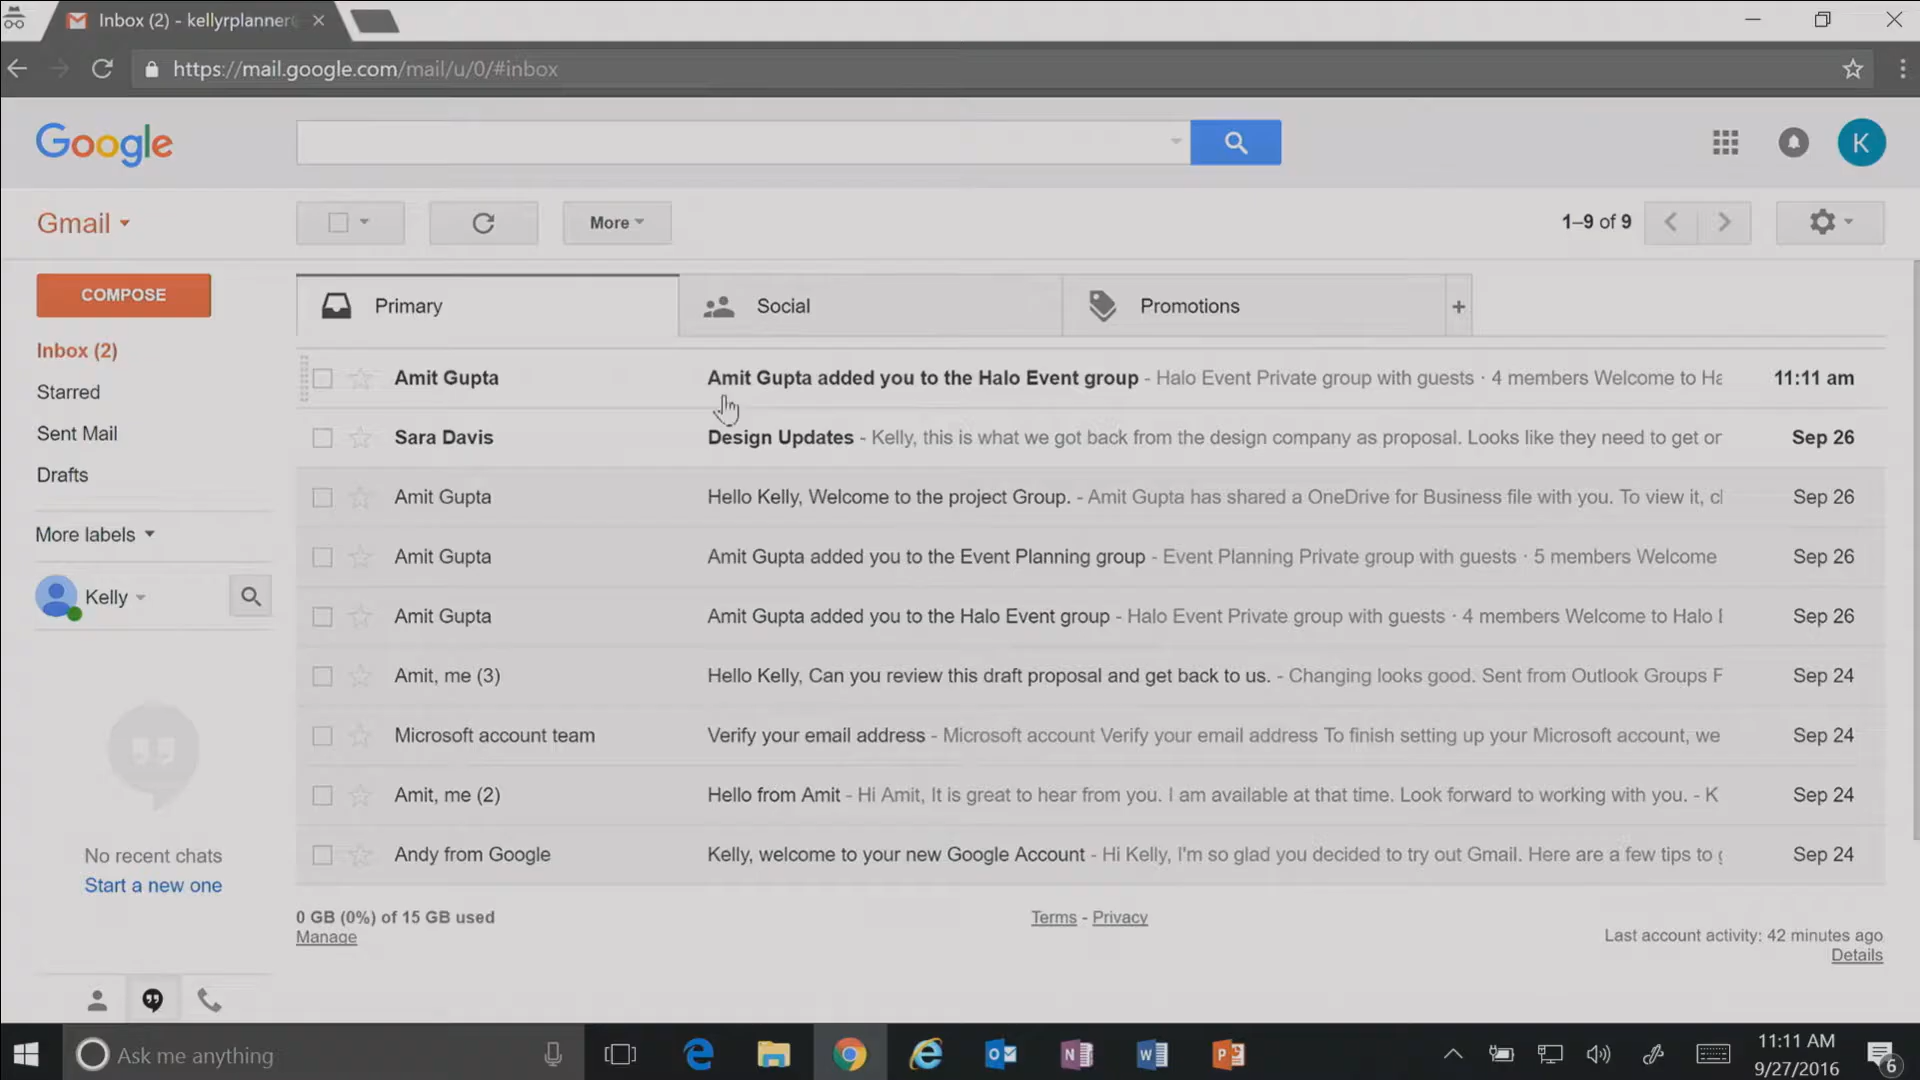 Inbox (2) - kellyrplanner
https://mail.google.com/mail/u/0/#inbox
Google
K
Gmail
More
1–9 of 9
COMPOSE
Primary
Social
Promotions
+
Inbox (2)
Starred
Sent Mail
Drafts
More labels
Kelly
Amit Gupta Amit Gupta added you to the Halo Event group - Halo Event Private group with guests · 4 members Welcome to Ha 11:11 am
Sara Davis Design Updates - Kelly, this is what we got back from the design company as proposal. Looks like they need to get or Sep 26
Amit Gupta Hello Kelly, Welcome to the project Group. - Amit Gupta has shared a OneDrive for Business file with you. To view it, cl Sep 26
Amit Gupta Amit Gupta added you to the Event Planning group - Event Planning Private group with guests · 5 members Welcome Sep 26
Amit Gupta Amit Gupta added you to the Halo Event group - Halo Event Private group with guests · 4 members Welcome to Halo E Sep 26
Amit, me (3) Hello Kelly, Can you review this draft proposal and get back to us. - Changing looks good. Sent from Outlook Groups F Sep 24
Microsoft account team Verify your email address - Microsoft account Verify your email address To finish setting up your Microsoft account, we Sep 24
Amit, me (2) Hello from Amit - Hi Amit, It is great to hear from you. I am available at that time. Look forward to working with you. - K Sep 24
Andy from Google Kelly, welcome to your new Google Account - Hi Kelly, I'm so glad you decided to try out Gmail. Here are a few tips to g Sep 24
No recent chats
Start a new one
0 GB (0%) of 15 GB used
Manage
Terms - Privacy
Last account activity: 42 minutes ago
Details
Ask me anything
11:11 AM
9/27/2016
6